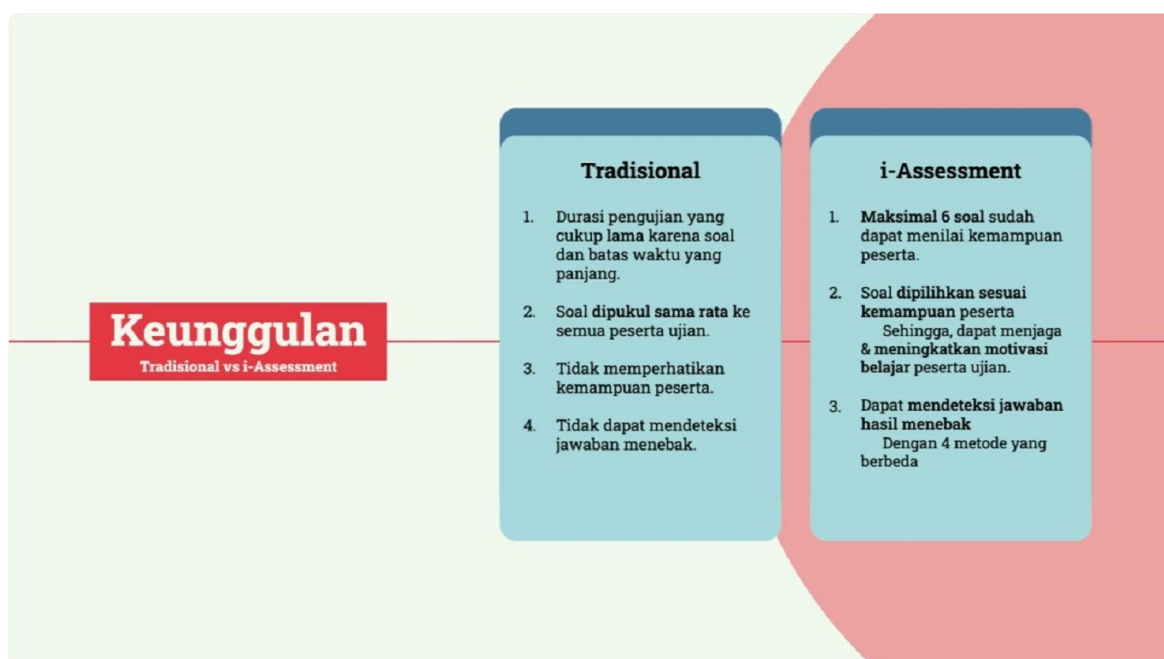 Keunggulan
Tradisional vs i-Assessment
Tradisional
1. Durasi pengujian yang
cukup lama karena soal
dan batas waktu yang
panjang.
2. Soal dipukul sama rata ke
semua peserta ujian.
3. Tidak memperhatikan
kemampuan peserta.
4. Tidak dapat mendeteksi
jawaban menebak.
i-Assessment
1. Maksimal 6 soal sudah
dapat menilai kemampuan
peserta.
2. Soal dipilihkan sesuai
kemampuan peserta
Sehingga, dapat menjaga
& meningkatkan motivasi
belajar peserta ujian.
3. Dapat mendeteksi jawaban
hasil menebak
Dengan 4 metode yang
berbeda